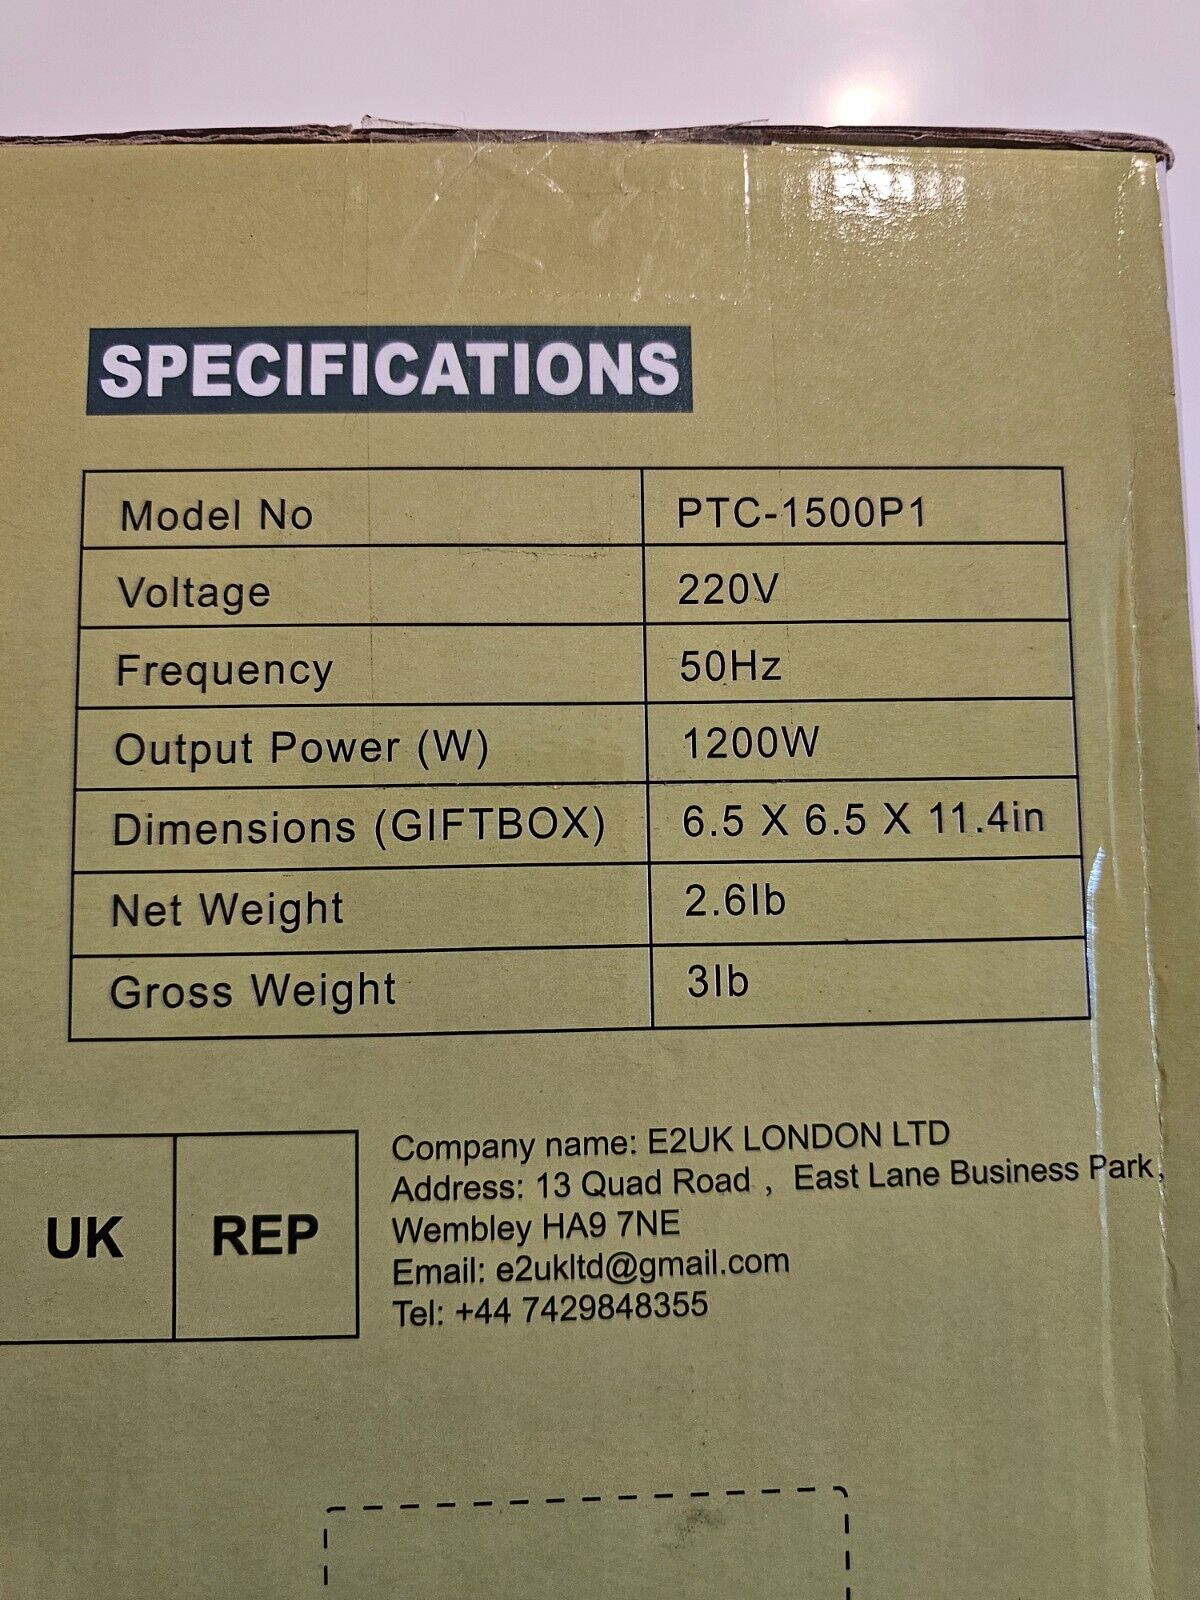 SPECIFICATIONS
Model No PTC-1500P1
Voltage 220V
Frequency 50Hz
Output Power (W) 1200W
Dimensions (GIFTBOX) 6.5 X 6.5 X 11.4in
Net Weight 2.6lb
Gross Weight 3lb
UK REP
Company name: E2UK LONDON LTD
Address: 13 Quad Road , East Lane Business Park,
Wembley HA9 7NE
Email: e2ukltd@gmail.com
Tel: +44 7429848355